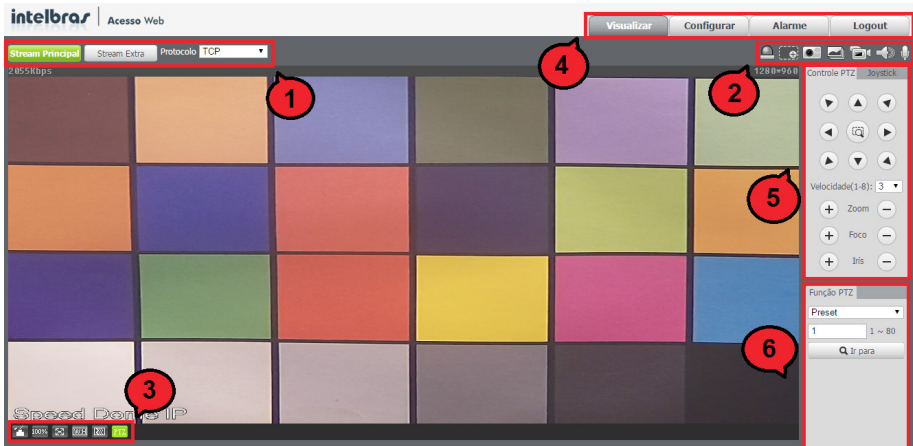 intelbras Acesso Web
Visualizar Configurar Alarme Logout
Stream Principal Stream Extra Protocolo TCP
2055Kbps 1280*960
1
2
3
4
5
6
Controle PTZ Joystick
Velocidade(1-8): 3
+ Zoom −
+ Foco −
+ Íris −
Função PTZ
Preset
1 1 ~ 80
Ir para
Speed Dome IP
100% PTZ